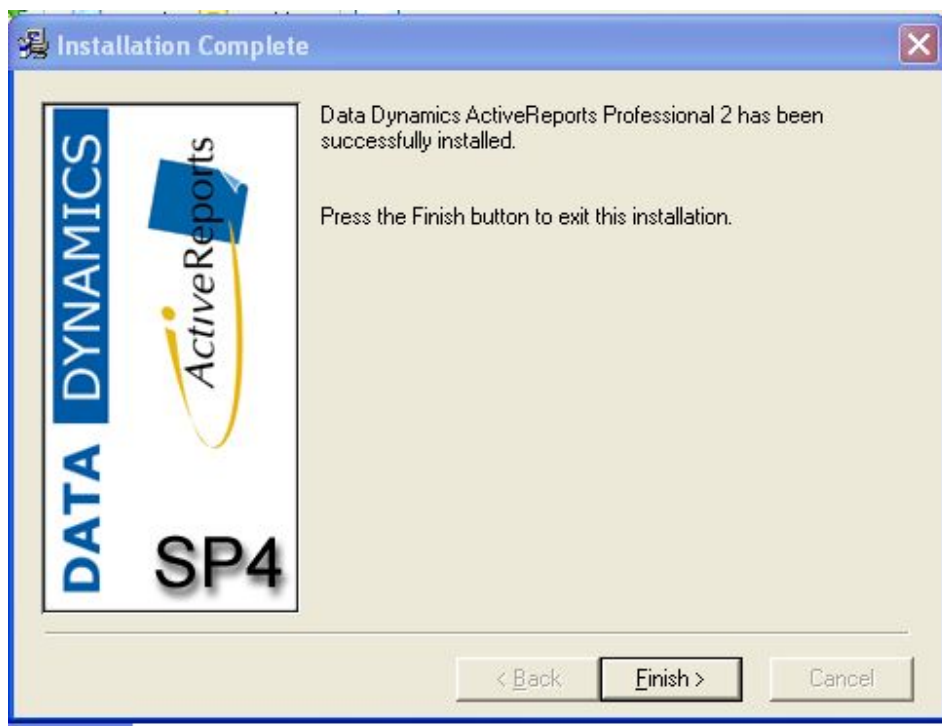 Installation Complete
Data Dynamics ActiveReports Professional 2 has been
successfully installed.
Press the Finish button to exit this installation.
DATA DYNAMICS
ActiveReports
SP4
< Back
Finish >
Cancel